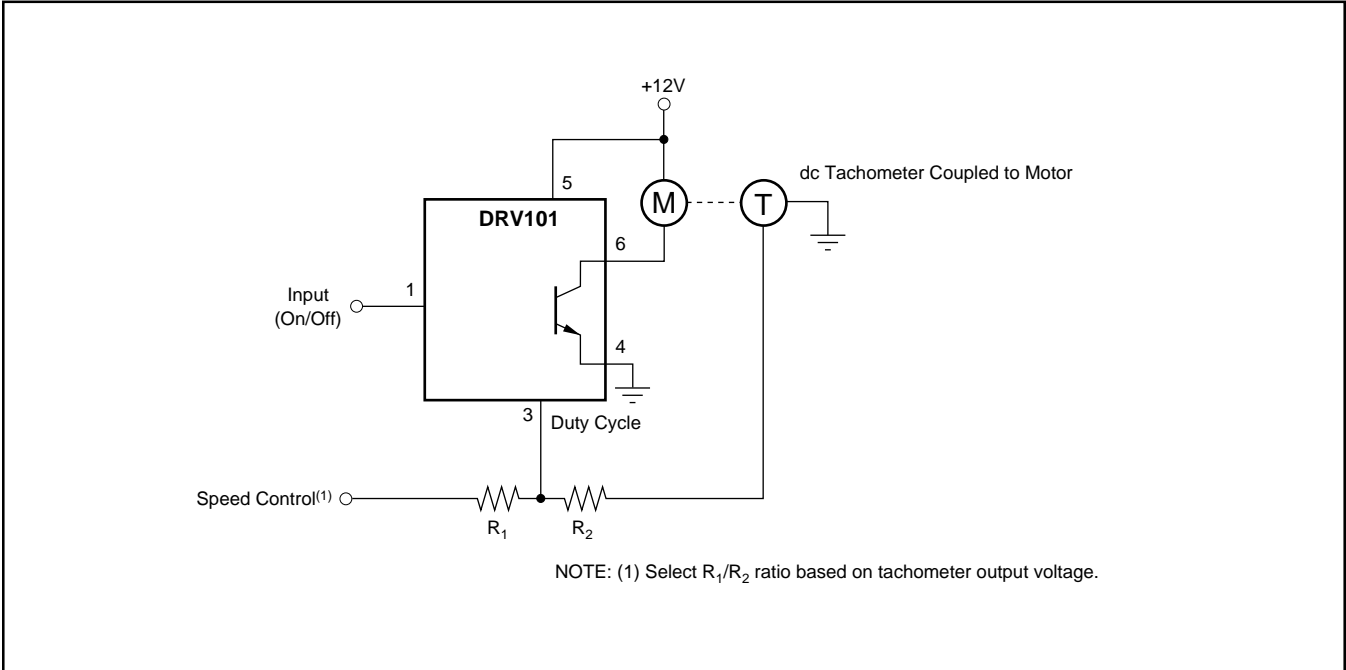 +12V
dc Tachometer Coupled to Motor
5
DRV101
M
T
6
Input
(On/Off)
1
4
3
Duty Cycle
Speed Control(1)
R1
R2
NOTE: (1) Select R1/R2 ratio based on tachometer output voltage.